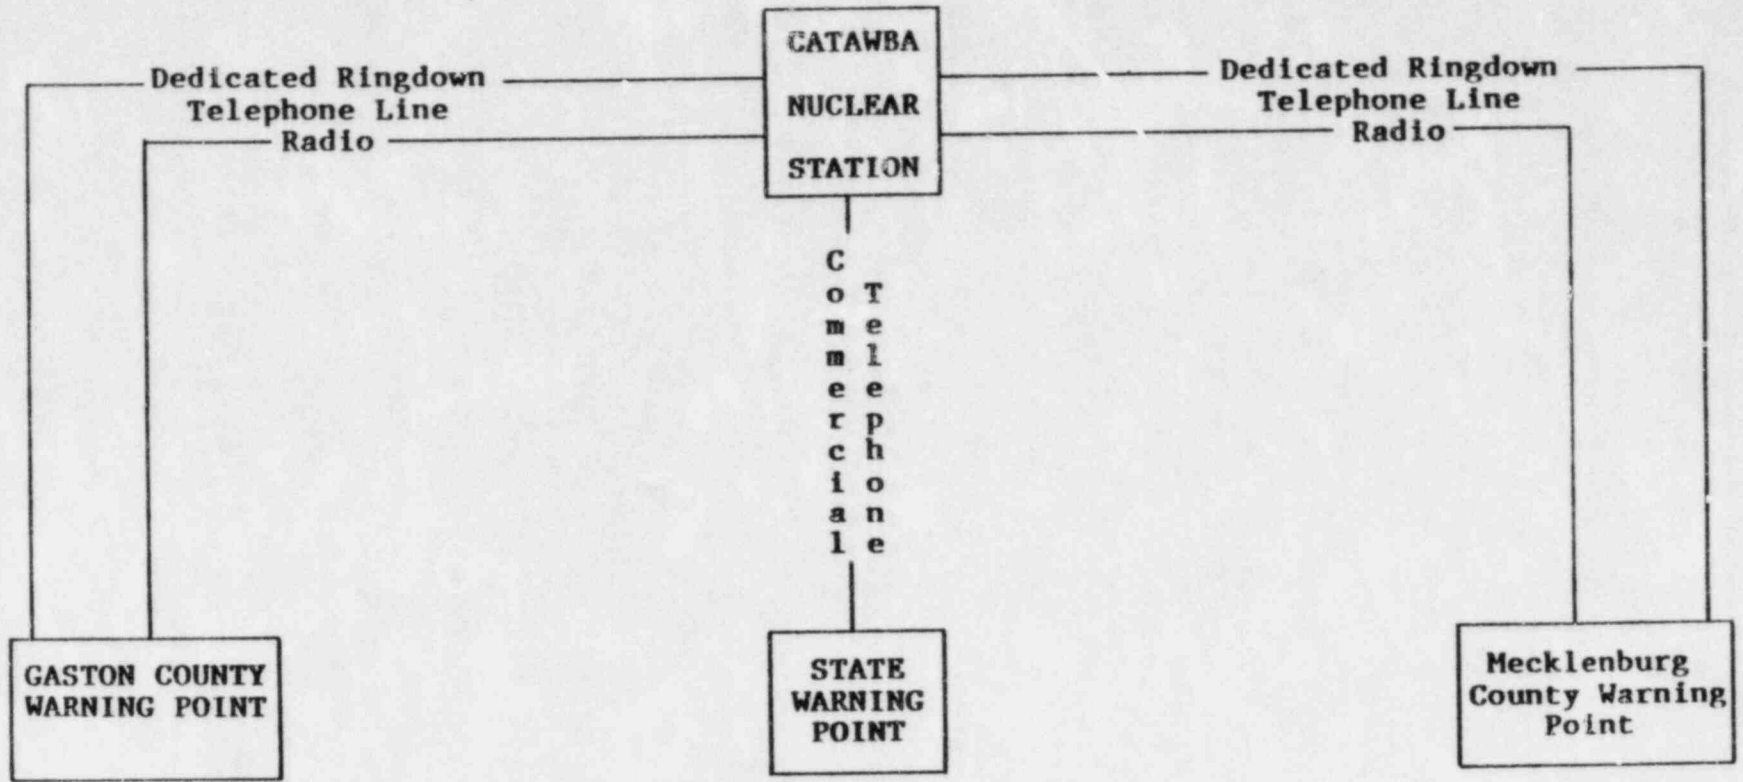 CATAWBA
NUCLEAR
STATION
Dedicated Ringdown
Telephone Line
Radio
Dedicated Ringdown
Telephone Line
Radio
Commercial
Telephone
GASTON COUNTY
WARNING POINT
STATE
WARNING
POINT
Mecklenburg
County Warning
Point